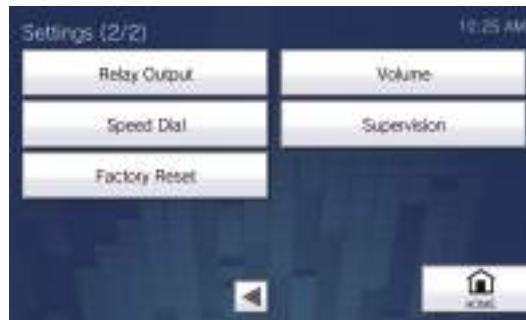 Settings (2/2)
10:25 AM
Relay Output
Volume
Speed Dial
Supervision
Factory Reset
HOME